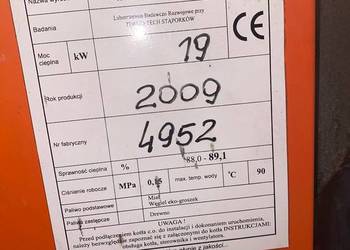 Nazwa
Badania Laboratorium Badawczo Rozwojowe przy
TECH STĄPORKÓW
CE
Moc cieplna kW 19
Rok produkcji 2009
Nr fabryczny 4952
Sprawność cieplna % 88,0 - 89,1
Ciśnienie robocze MPa 0,15 max. temp. wody °C 90
Paliwo podstawowe Miał
Węgiel eko-groszek
Paliwo zastępcze Drewno
UWAGA !
Przed podłączeniem kotła c.o. do instalacji i dokonaniem uruchomienia,
należy bezwzględnie zapoznać się z załączonymi do kotła INSTRUKCJAMI:
obsługa kotła, sterownika i wentylatora.
jakości